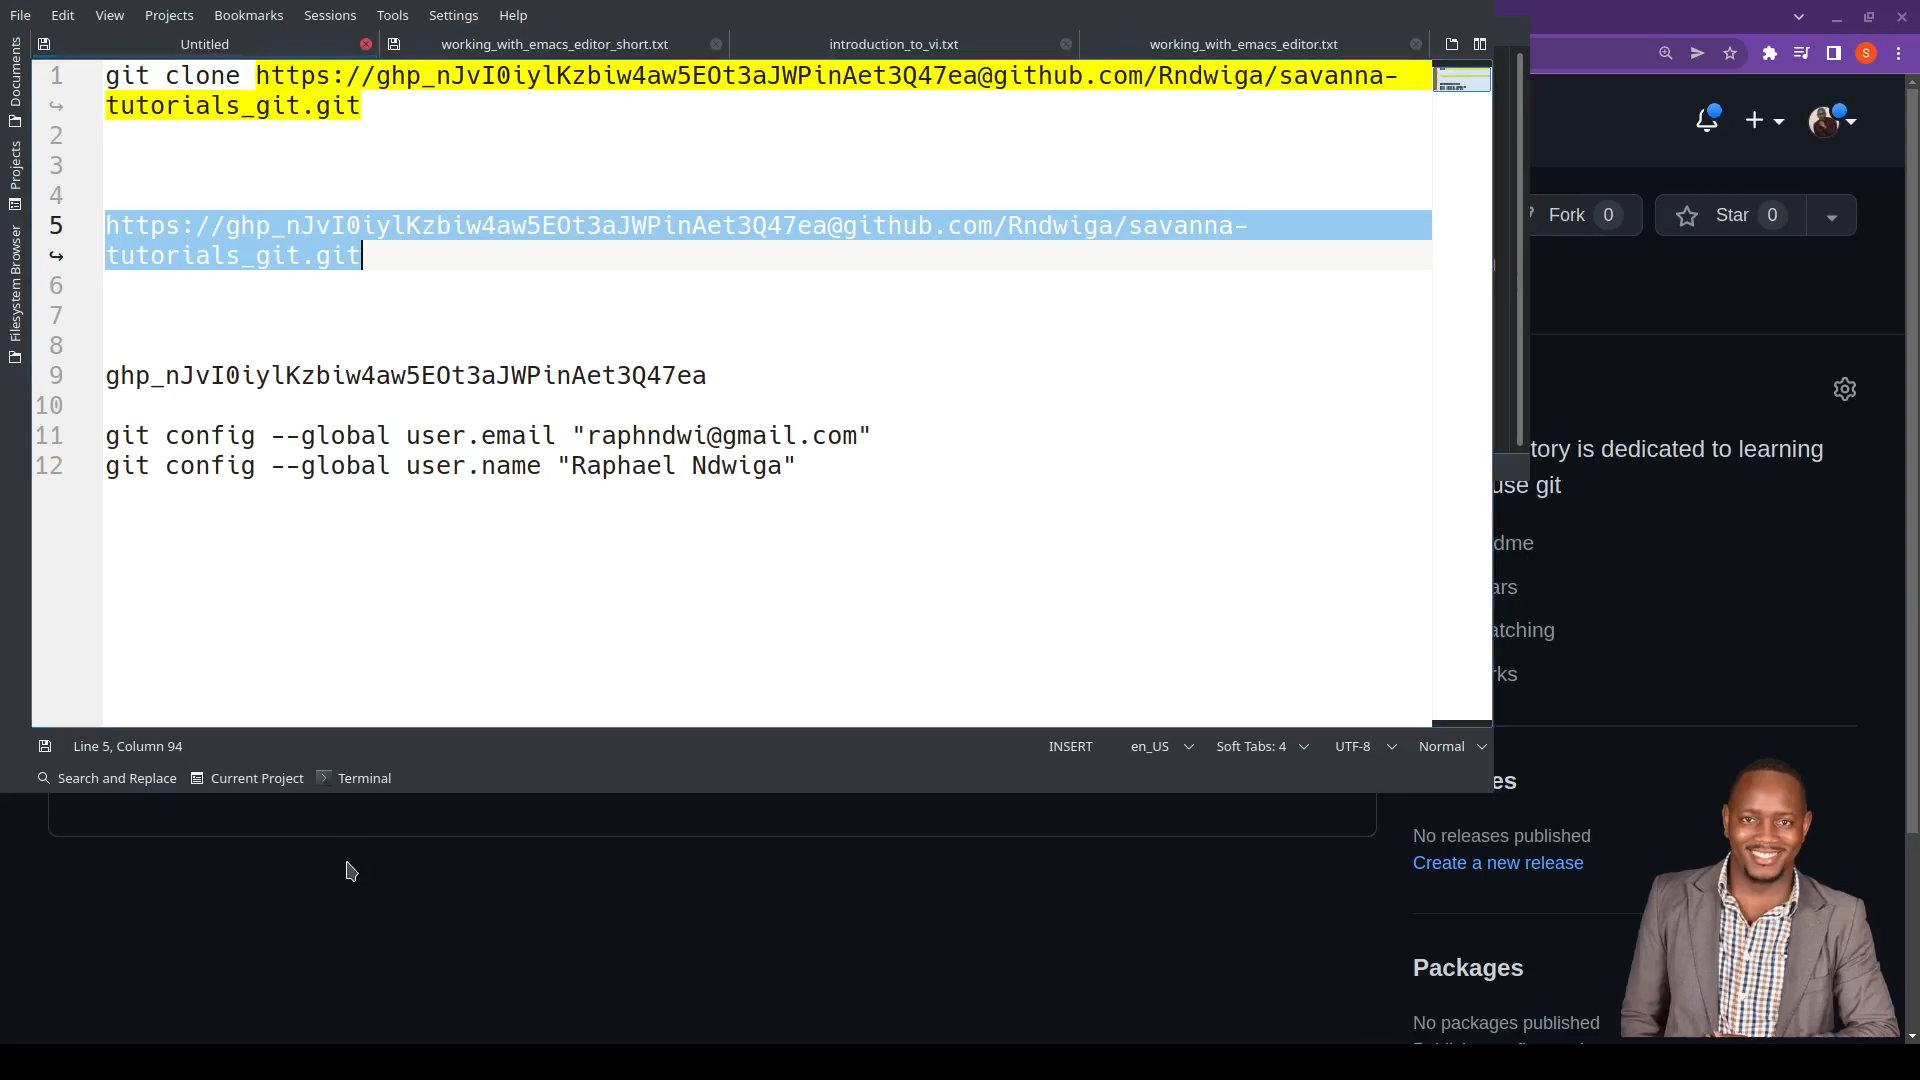 File Edit View Projects Bookmarks Sessions Tools Settings Help
Untitled working_with_emacs_editor_short.txt introduction_to_vi.txt working_with_emacs_editor.txt
Documents
Projects
Filesystem Browser
1 git clone https://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@github.com/Rndwiga/savanna-
tutorials_git.git
2
3
4
5 https://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@github.com/Rndwiga/savanna-
tutorials_git.git
6
7
8
9 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
10
11 git config --global user.email "raphndwi@gmail.com"
12 git config --global user.name "Raphael Ndwiga"
Line 5, Column 94 INSERT en_US Soft Tabs: 4 UTF-8 Normal
Search and Replace Current Project Terminal
S
Fork 0 Star 0
tory is dedicated to learning
use git
dme
ars
atching
rks
es
No releases published
Create a new release
Packages
No packages published